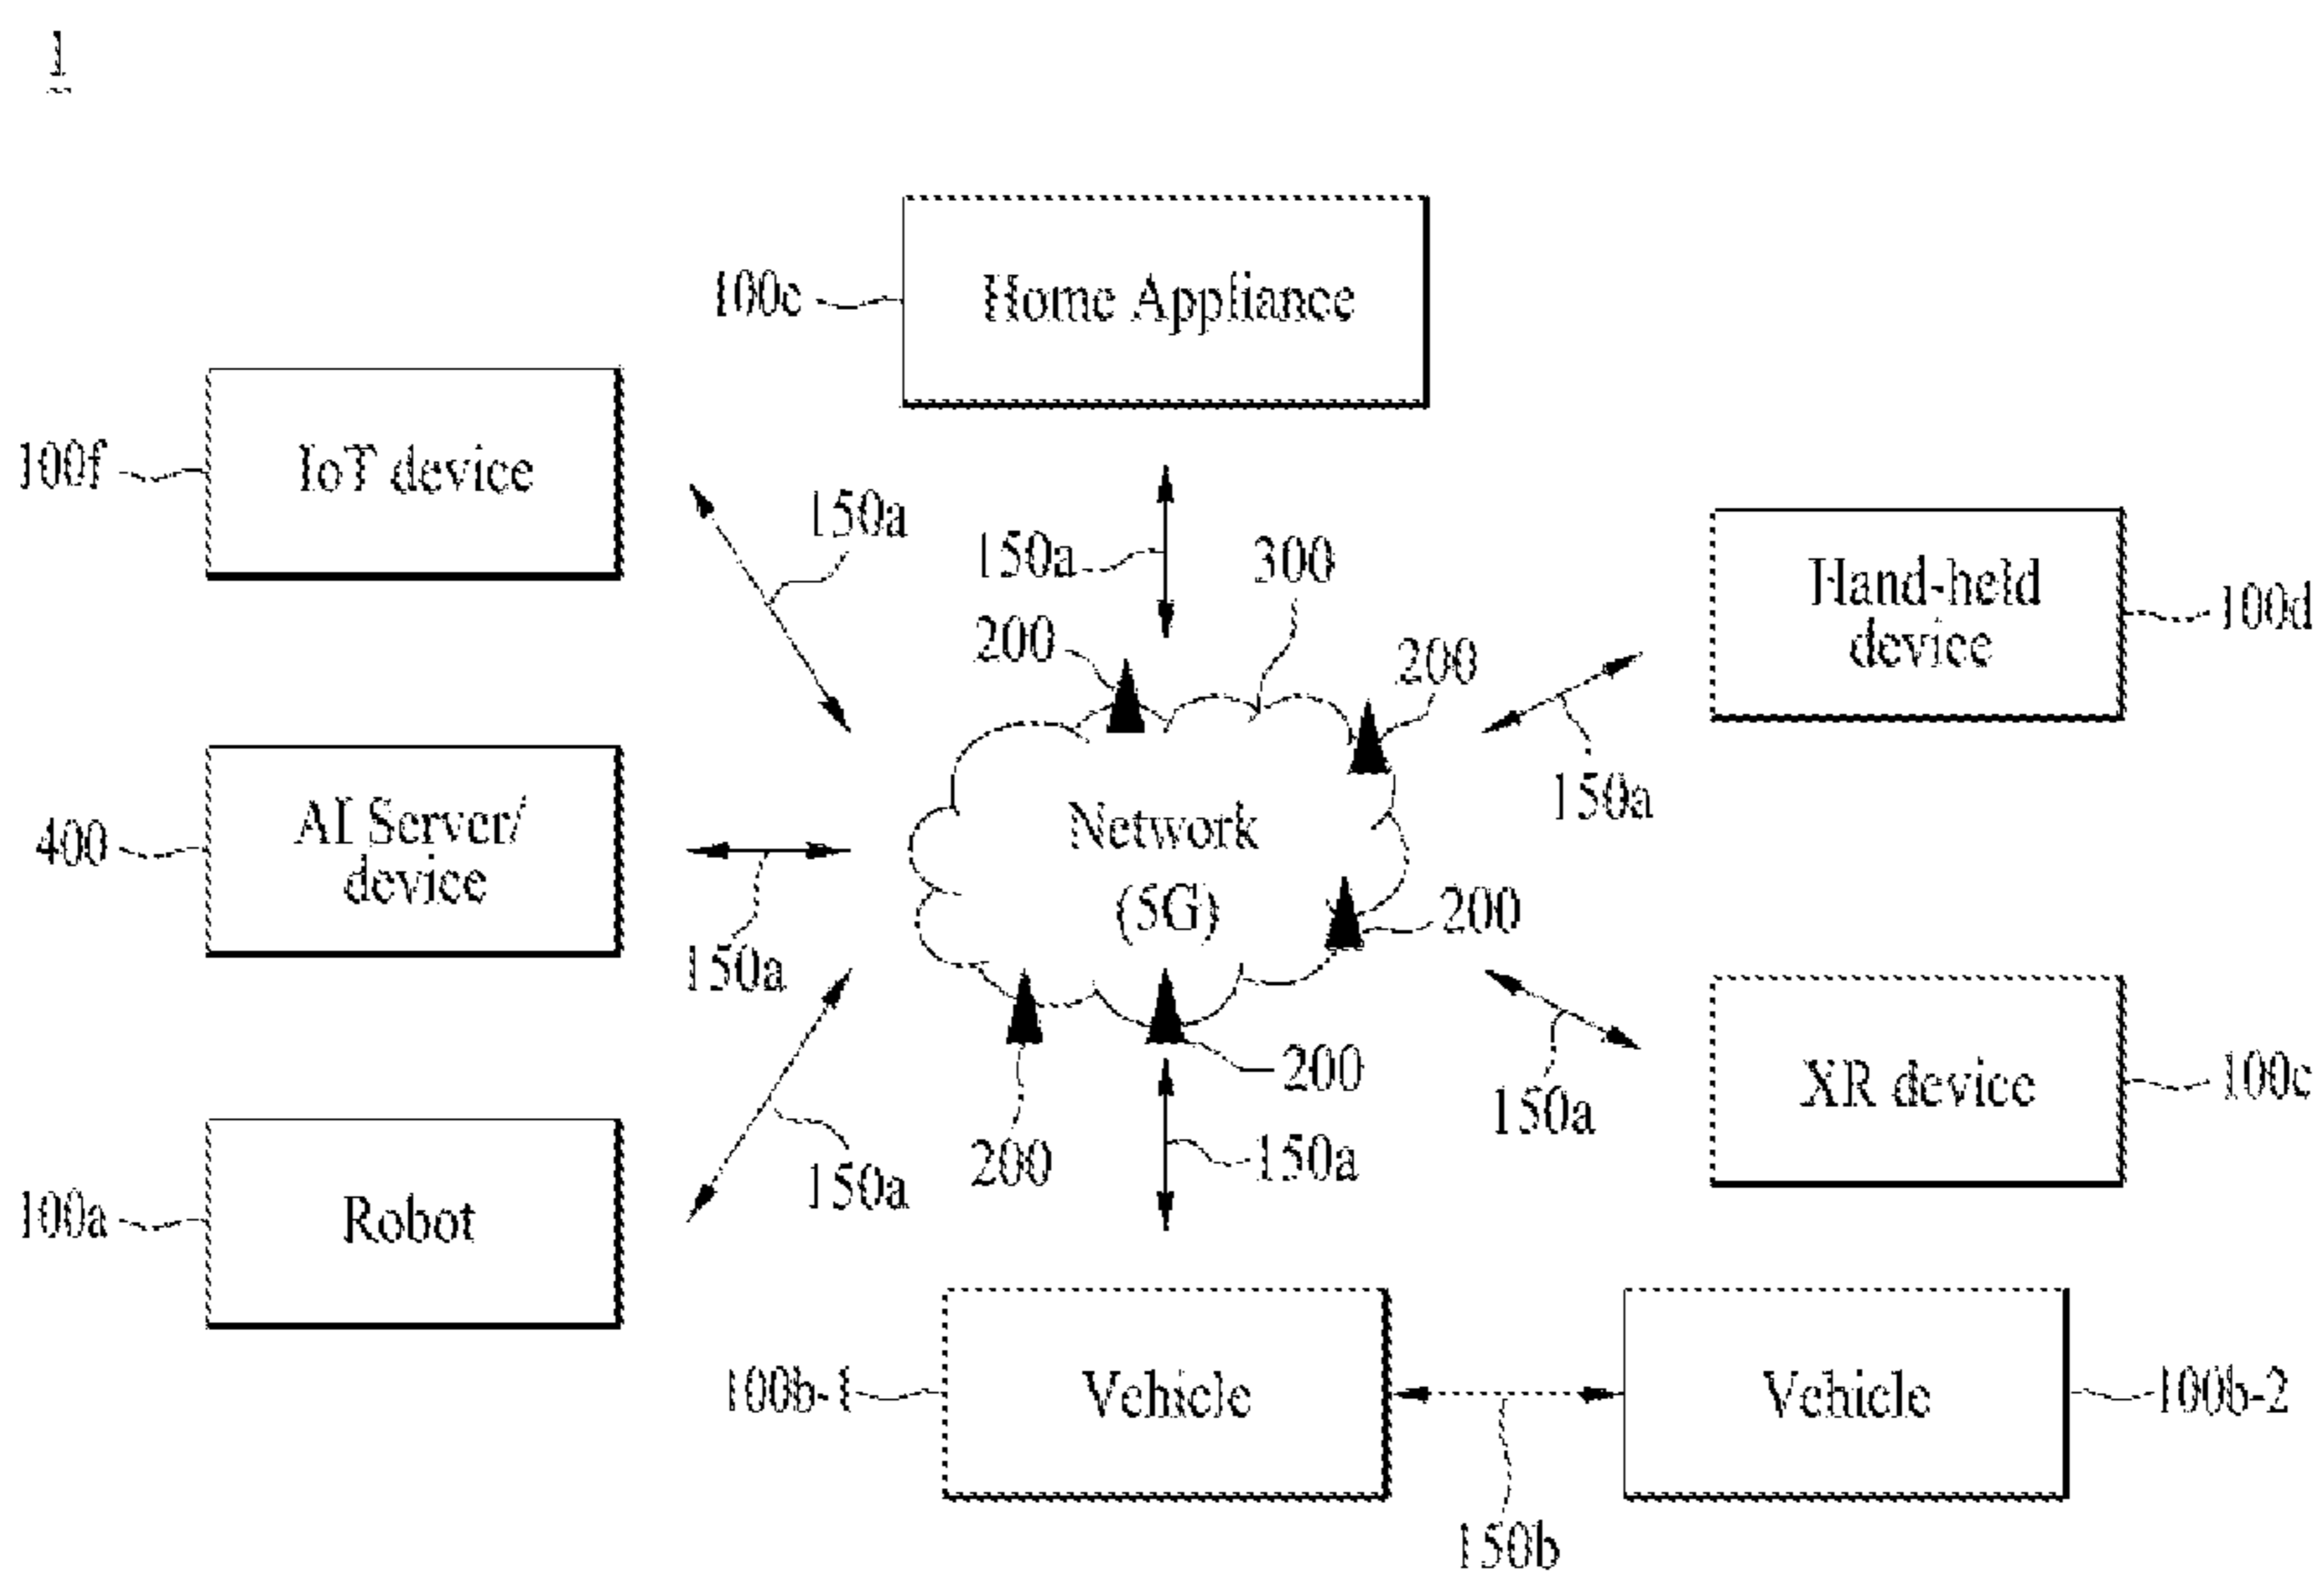 1
100e
Home Appliance
100f
IoT device
150a
150a
300
Hand-held
device
100d
200
200
150a
400
AI Server/
device
Network
(5G)
200
150a
XR device
100c
150a
200
150a
200
150a
100a
Robot
100b-1
Vehicle
Vehicle
100b-2
150b